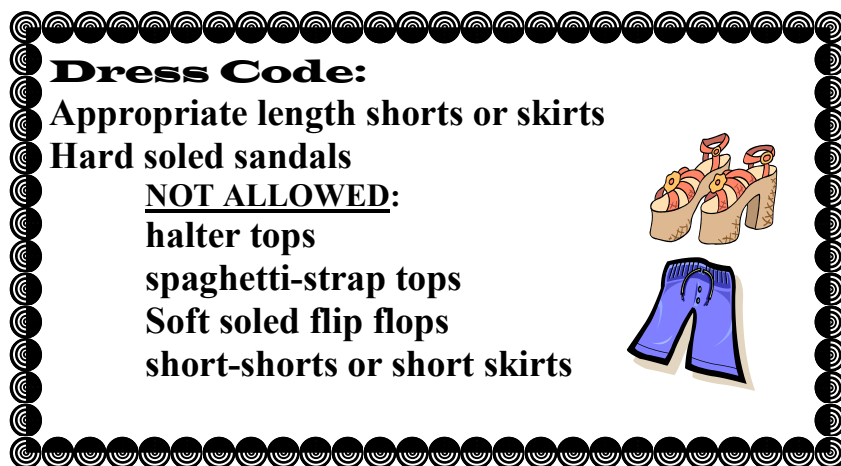 Dress Code:
Appropriate length shorts or skirts
Hard soled sandals
NOT ALLOWED:
halter tops
spaghetti-strap tops
Soft soled flip flops
short-shorts or short skirts